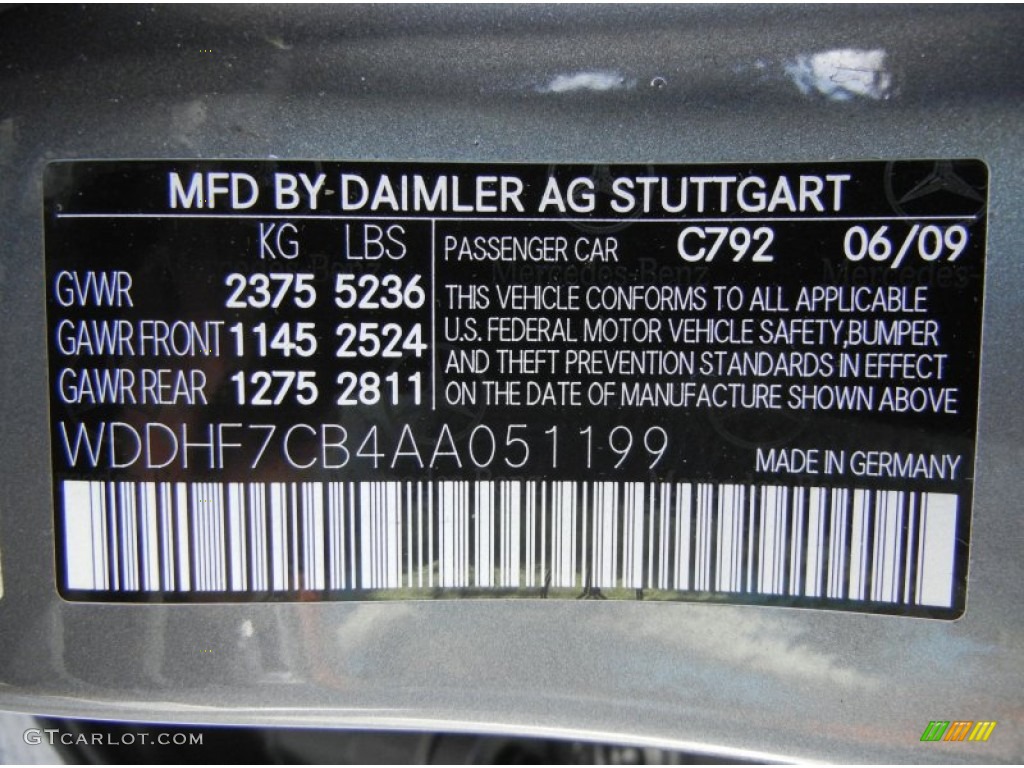 MFD BY DAIMLER AG STUTTGART
KG LBS
GVWR 2375 5236
GAWR FRONT 1145 2524
GAWR REAR 1275 2811
PASSENGER CAR C792 06/09
THIS VEHICLE CONFORMS TO ALL APPLICABLE
U.S. FEDERAL MOTOR VEHICLE SAFETY, BUMPER
AND THEFT PREVENTION STANDARDS IN EFFECT
ON THE DATE OF MANUFACTURE SHOWN ABOVE
WDDHF7CB4AA051199
MADE IN GERMANY
Mercedes-Benz
GTCARLOT.COM